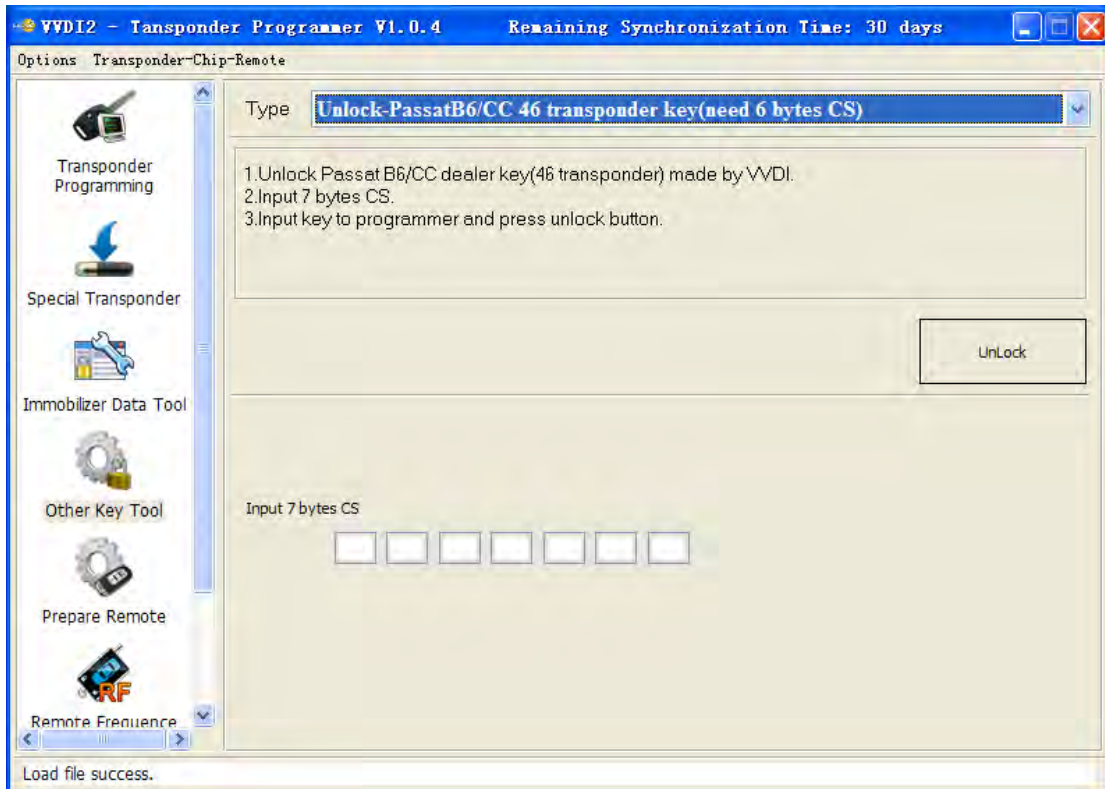 VVDI2 - Tansponder Programmer V1.0.4 Remaining Synchronization Time: 30 days
Options Transponder-Chip-Remote
Transponder
Programming
Special Transponder
Immobilizer Data Tool
Other Key Tool
Prepare Remote
RF
Remote Frequence
Type Unlock-PassatB6/CC 46 transponder key(need 6 bytes CS)
1.Unlock Passat B6/CC dealer key(46 transponder) made by VVDI.
2.Input 7 bytes CS.
3.Input key to programmer and press unlock button.
UnLock
Input 7 bytes CS
Load file success.